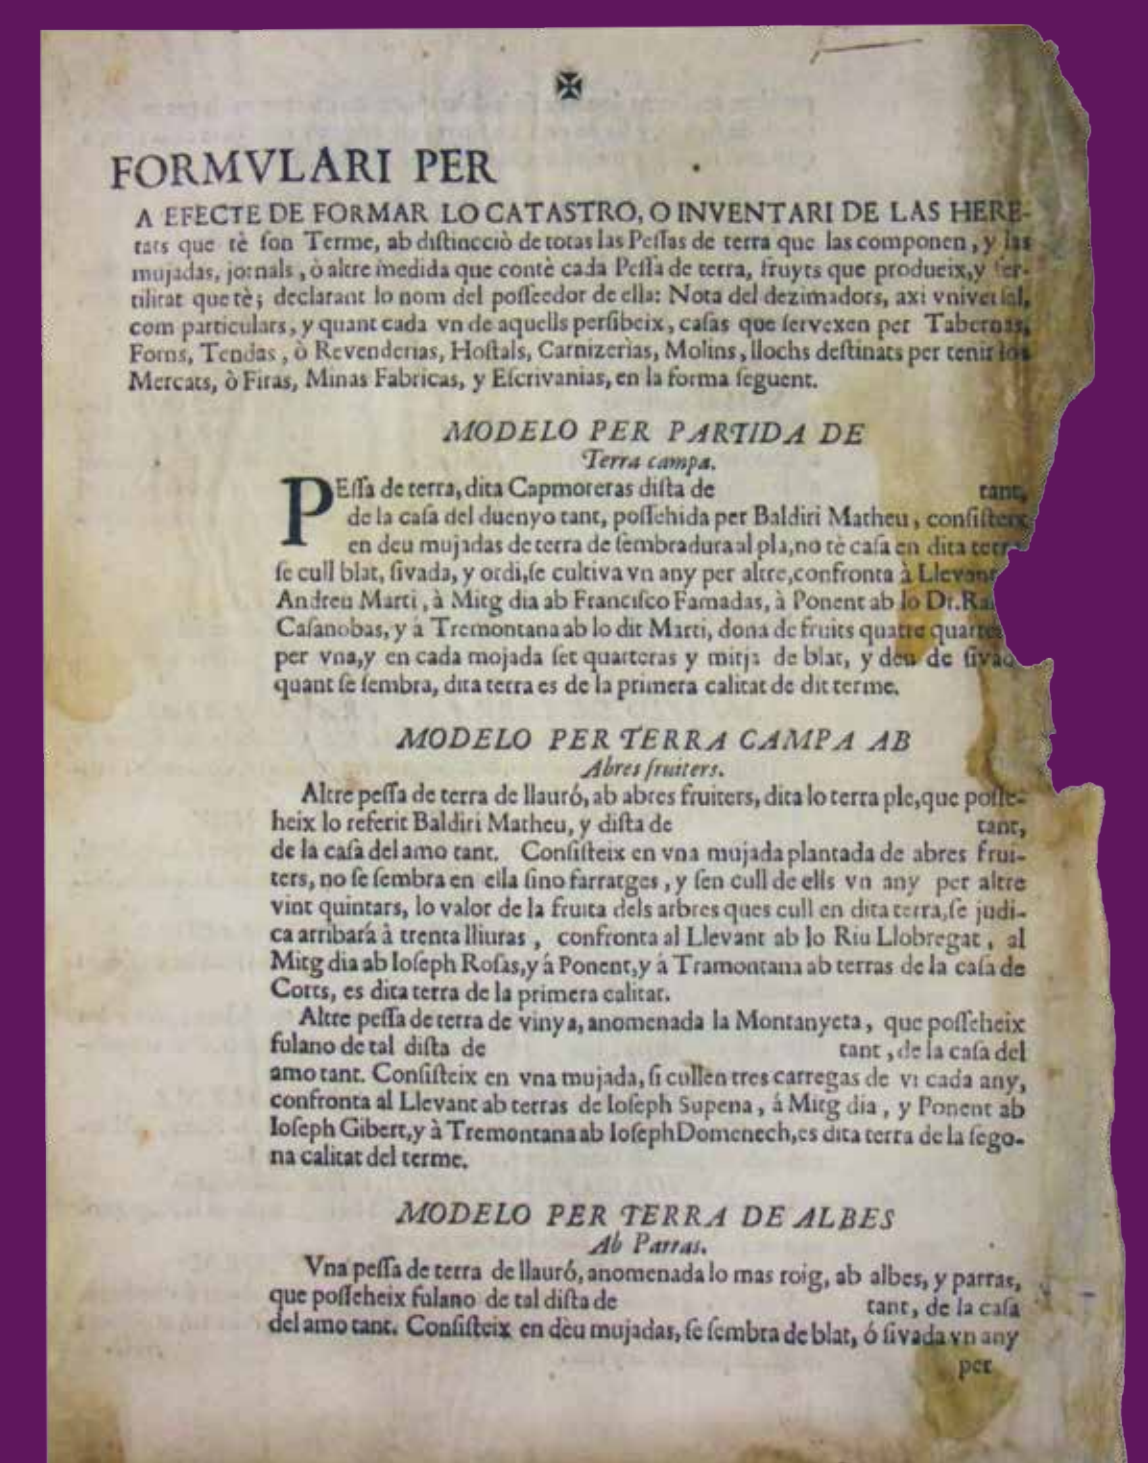 ✠
FORMVLARI PER
A EFECTE DE FORMAR LO CATASTRO, O INVENTARI DE LAS HERE-
tats que tè ſon Terme, ab diſtincciò de totas las Peſſas de terra que las componen, y las
mujadas, jornals, ò altre medida que contè cada Peſſa de terra, fruyts que produeix,y fer-
tilitat que tè; declarant lo nom del poſſeedor de ella: Nota del dezimadors, axi vniverſal,
com particulars, y quant cada vn de aquells perſibeix, caſas que ſervexen per Tabernas,
Forns, Tendas, ò Revenderias, Hoſtals, Carnizerias, Molins, llochs deſtinats per tenir los
Mercats, ò Firas, Minas Fabricas, y Eſcrivanias, en la forma ſeguent.
MODELO PER PARTIDA DE
Terra campa.
PEſſa de terra, dita Capmoreras diſta de tant,
de la caſa del duenyo tant, poſſehida per Baldiri Matheu, conſiſteix
en deu mujadas de terra de ſembradura al pla,no tè caſa en dita terra
ſe cull blat, ſivada, y ordi,ſe cultiva vn any per altre,confronta à Llevant
Andreu Marti, à Mitg dia ab Franciſco Famadas, à Ponent ab lo Dr.
Caſanobas, y à Tremontana ab lo dit Marti, dona de fruits quatre
per vna,y en cada mojada ſet quarteras y mitja de blat, y deu de
quant ſe ſembra, dita terra es de la primera calitat de dit terme.
MODELO PER TERRA CAMPA AB
Abres fruiters.
Altre peſſa de terra de llauró, ab abres fruiters, dita lo terra ple,que poſſe-
heix lo referit Baldiri Matheu, y diſta de tant,
de la caſa del amo tant. Conſiſteix en vna mujada plantada de abres frui-
ters, no ſe ſembra en ella ſino farratges, y ſen cull de ells vn any per altre
vint quintars, lo valor de la fruita dels arbres ques cull en dita terra,ſe judi-
ca arribará à trenta lliuras, confronta al Llevant ab lo Riu Llobregat, al
Mitg dia ab Ioſeph Roſas,y á Ponent,y á Tramontana ab terras de la caſa de
Corts, es dita terra de la primera calitat.
Altre peſſa de terra de vinya, anomenada la Montanyeta, que poſſeheix
fulano de tal diſta de tant, de la caſa del
amo tant. Conſiſteix en vna mujada, ſi cullen tres carregas de vi cada any,
confronta al Llevant ab terras de Ioſeph Supena, á Mitg dia, y Ponent ab
Ioſeph Gibert,y à Tremontana ab Ioſeph Domenech,es dita terra de la ſego-
na calitat del terme.
MODELO PER TERRA DE ALBES
Ab Parras.
Vna peſſa de terra de llauró, anomenada lo mas roig, ab albes, y parras,
que poſſeheix fulano de tal diſta de tant, de la caſa
del amo tant. Conſiſteix en dèu mujadas, ſe ſembra de blat, ó ſivada vn any
per